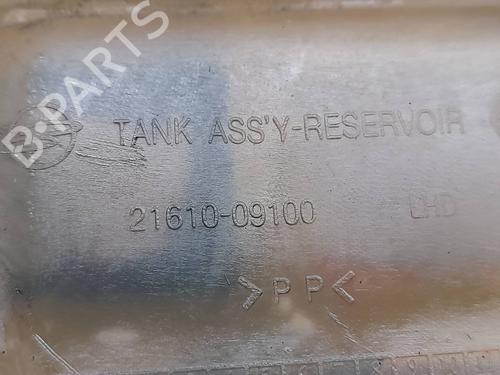 B-PARTS
TANK ASS'Y-RESERVOIR
21610-09100 LHD
>PP<